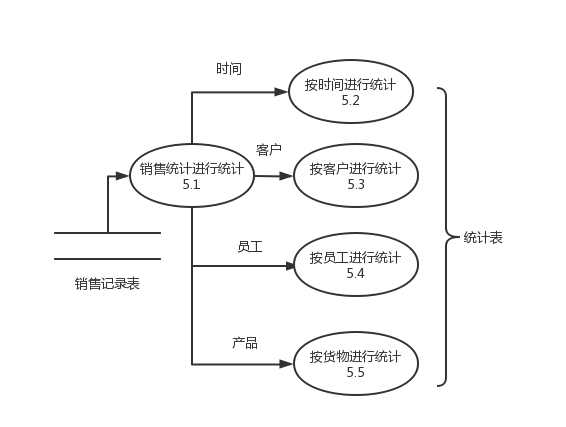 时间
按时间进行统计
5.2
客户
销售统计进行统计
5.1
按客户进行统计
5.3
员工
按员工进行统计
5.4
统计表
销售记录表
产品
按货物进行统计
5.5